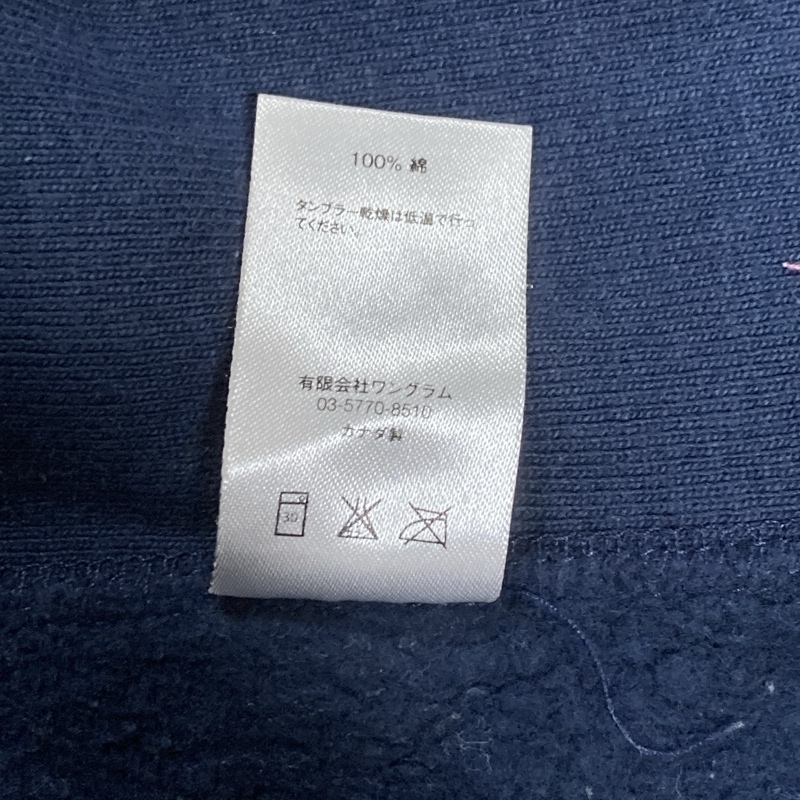 100% 綿
タンブラー乾燥は低温で行っ
てください。
有限会社ワングラム
03-5770-8510
カナダ製
30